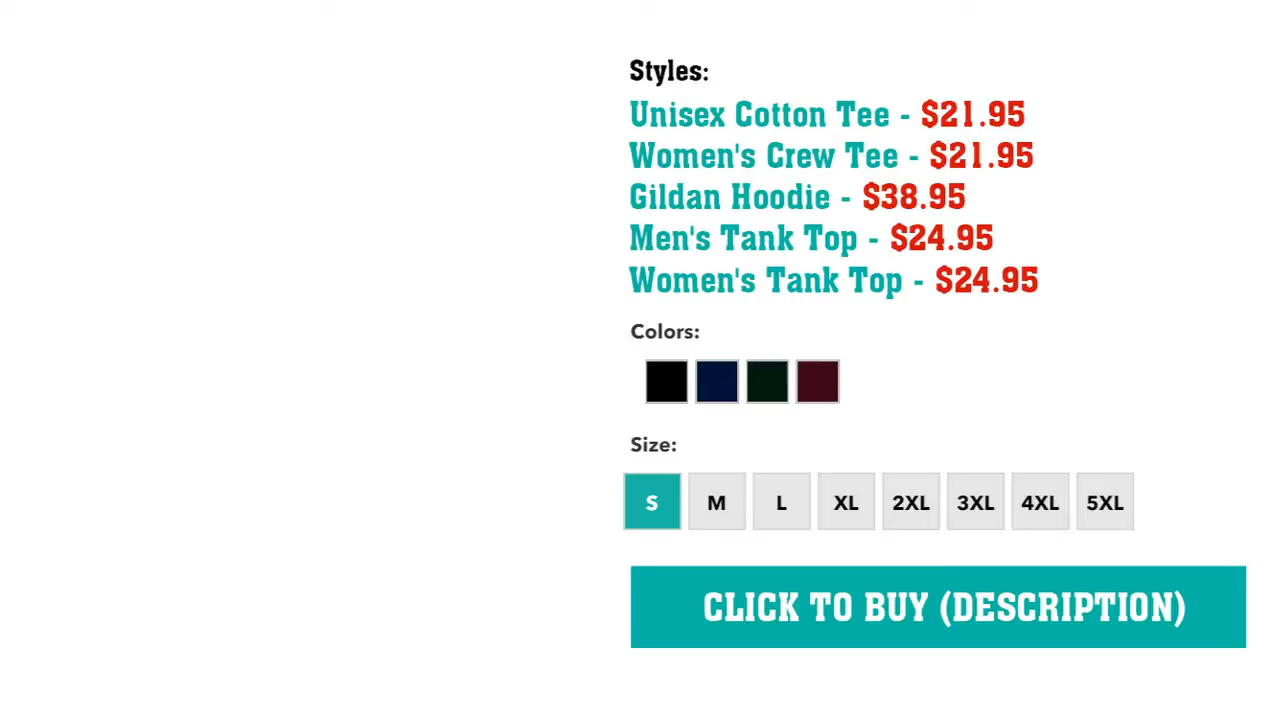 Styles:
Unisex Cotton Tee - $21.95
Women's Crew Tee - $21.95
Gildan Hoodie - $38.95
Men's Tank Top - $24.95
Women's Tank Top - $24.95
Colors:
Size:
S M L XL 2XL 3XL 4XL 5XL
CLICK TO BUY (DESCRIPTION)